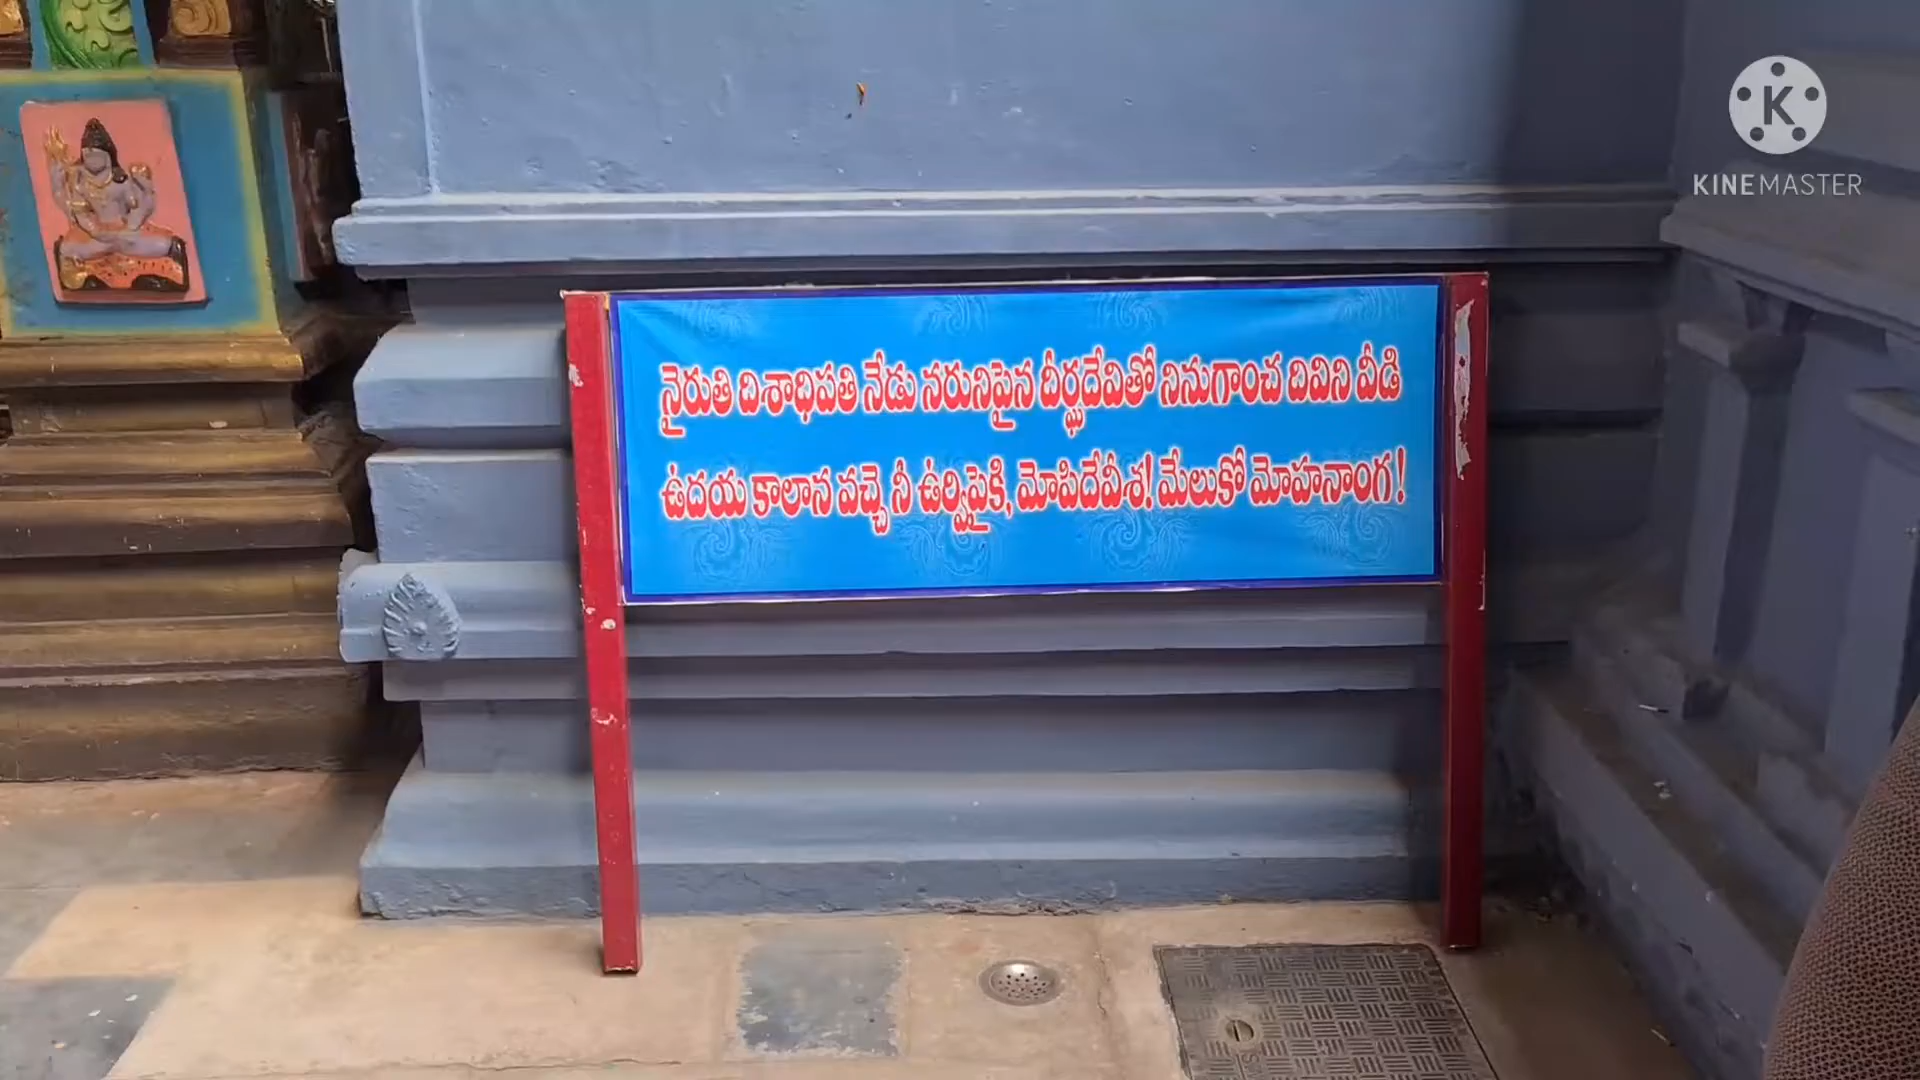 నైరుతి దిశాధిపతి నేడు నరునిపైన దీర్ఘదేవితో నినుగాంచ దివిని వీడి
ఉదయ కాలాన వచ్చె నీ ఉర్విపైకి, మోపిదేవీశ! మేలుకో మోహనాంగ!
K
KINEMASTER